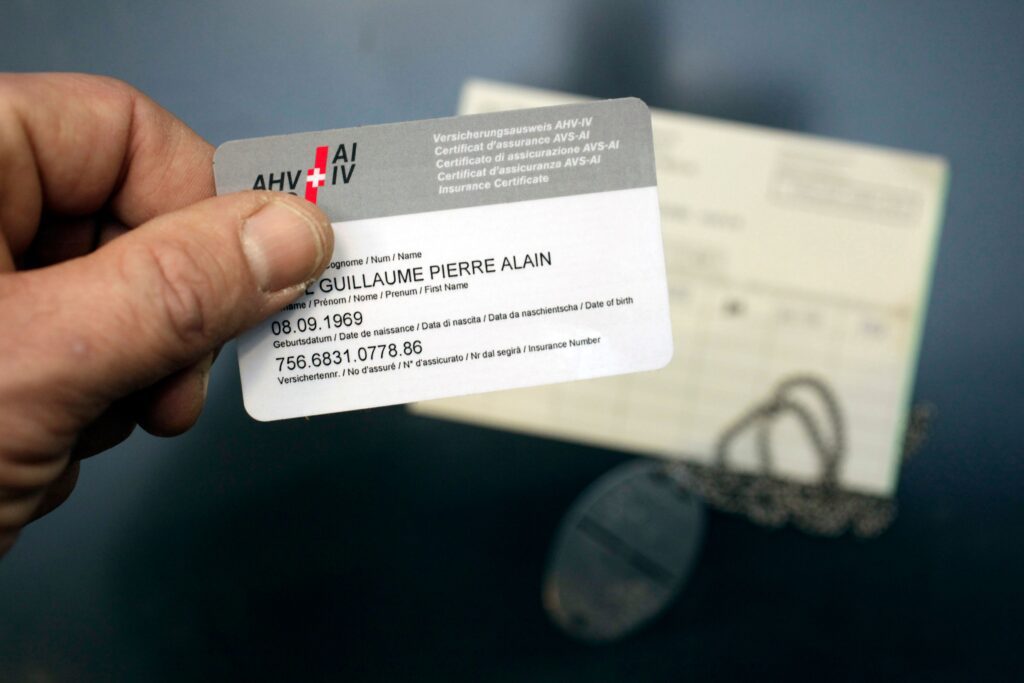 AI
AHV IV
Versicherungsausweis AHV-IV
Certificat d'assurance AVS-AI
Certificato di assicurazione AVS-AI
Certificat d'assicuranza AVS-AI
Insurance Certificate
/ Num / Name
GUILLAUME PIERRE ALAIN
/ Prénom / Nome / Prenum / First Name
08.09.1969
Geburtsdatum / Date de naissance / Data di nascita / Data da naschientscha / Date of birth
756.6831.0778.86
Versichertennr. / No d'assuré / N° d'assicurato / Nr dal segirà / Insurance Number